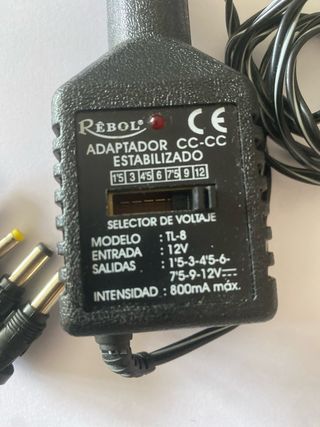 RÊBOL® CE
ADAPTADOR CC-CC
ESTABILIZADO
1'5 3 4'5 6 7'5 9 12
SELECTOR DE VOLTAJE
MODELO : TL-8
ENTRADA : 12V
SALIDAS : 1'5-3-4'5-6-
7'5-9-12V⎓
INTENSIDAD : 800mA máx.